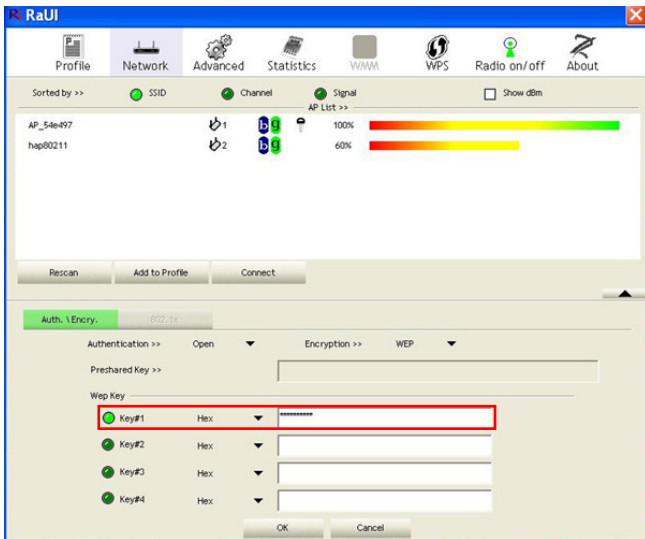 RaUI
Profile Network Advanced Statistics WMM WPS Radio on/off About
Sorted by >> SSID Channel Signal Show dBm
AP List >>
AP_54e497 1 b g 100%
hap80211 2 b g 60%
Rescan Add to Profile Connect
Auth. \ Encry. 802.1x
Authentication >> Open Encryption >> WEP
Preshared Key >>
Wep Key
Key#1 Hex **********
Key#2 Hex
Key#3 Hex
Key#4 Hex
OK Cancel